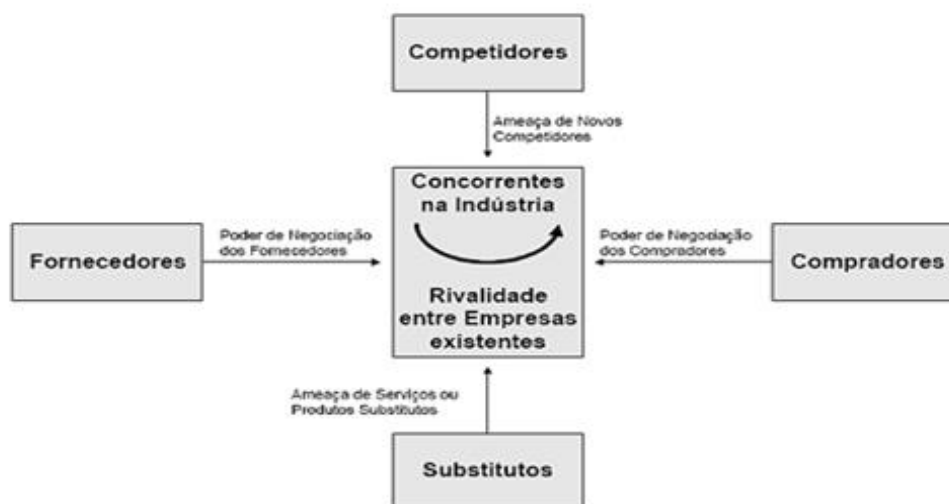 Competidores
Ameaça de Novos
Competidores
Concorrentes
na Indústria
Poder de Negociação
dos Fornecedores
Poder de Negociação
dos Compradores
Fornecedores
Compradores
Rivalidade
entre Empresas
existentes
Ameaça de Serviços ou
Produtos Substitutos
Substitutos